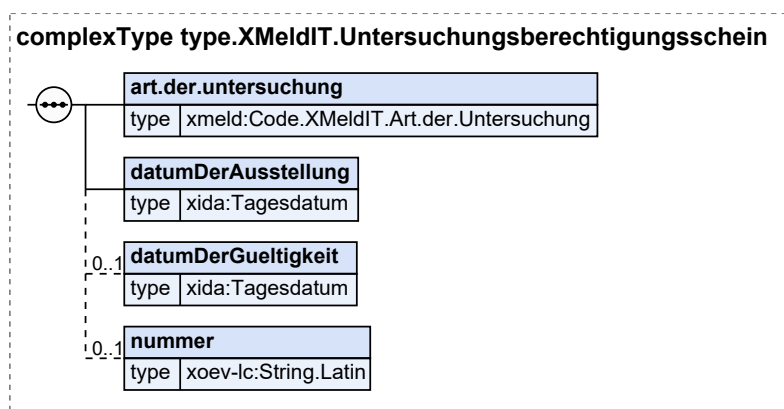 complexType type.XMeldIT.Untersuchungsberechtigungsschein
art.der.untersuchung
type xmeld:Code.XMeldIT.Art.der.Untersuchung
datumDerAusstellung
type xida:Tagesdatum
0..1 datumDerGueltigkeit
type xida:Tagesdatum
0..1 nummer
type xoev-lc:String.Latin